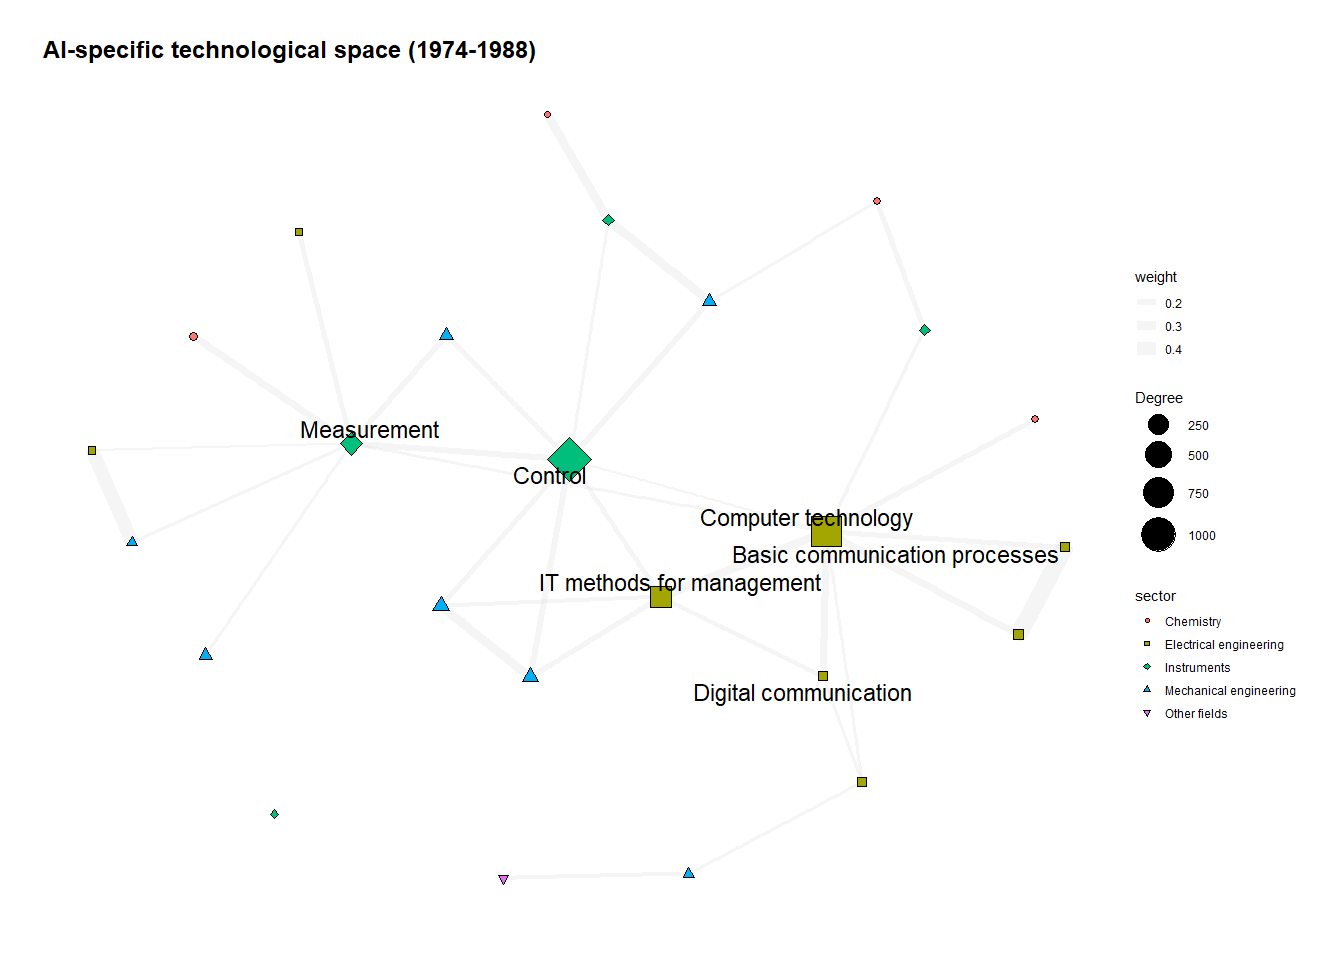 AI-specific technological space (1974-1988)
Measurement
Control
Computer technology
Basic communication processes
IT methods for management
Digital communication
weight
0.2
0.3
0.4
Degree
250
500
750
1000
sector
Chemistry
Electrical engineering
Instruments
Mechanical engineering
Other fields